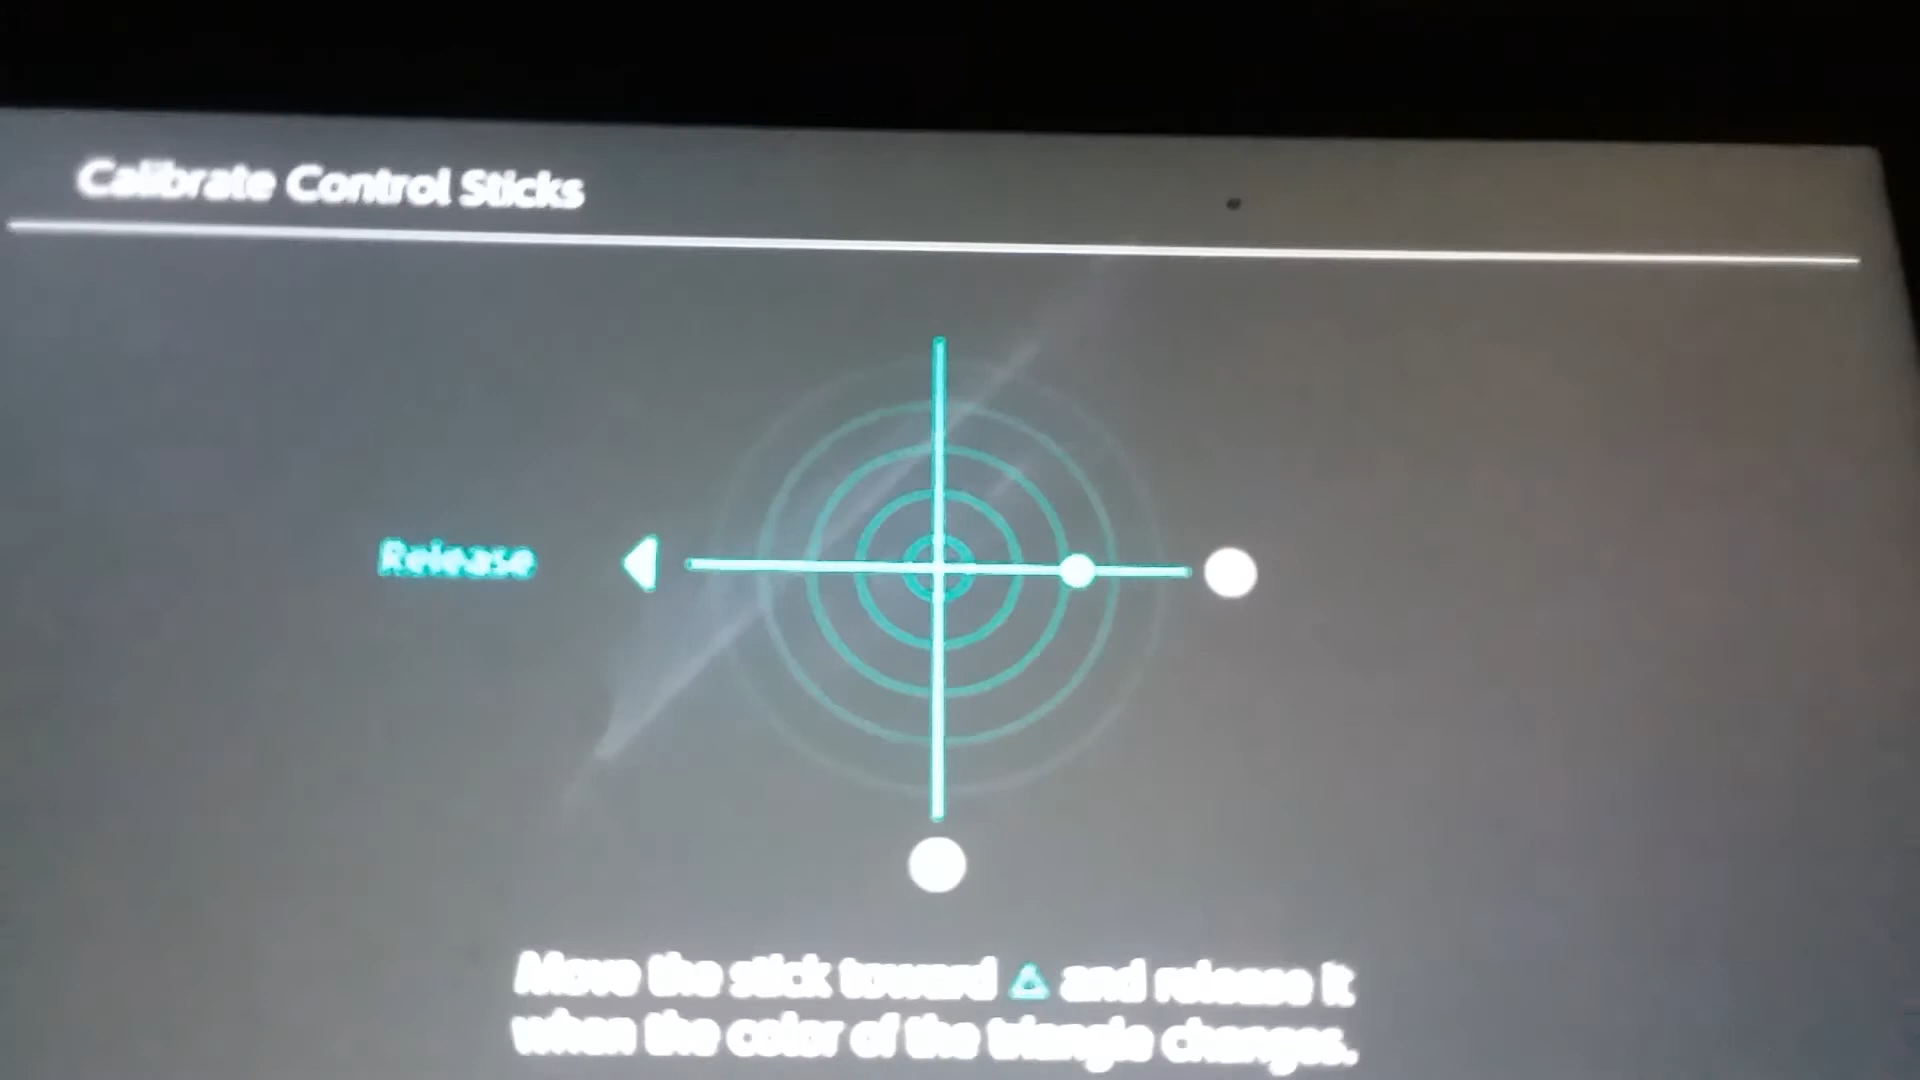 Calibrate Control Sticks
Release
Move the stick toward △ and release it
when the color of the triangle changes.